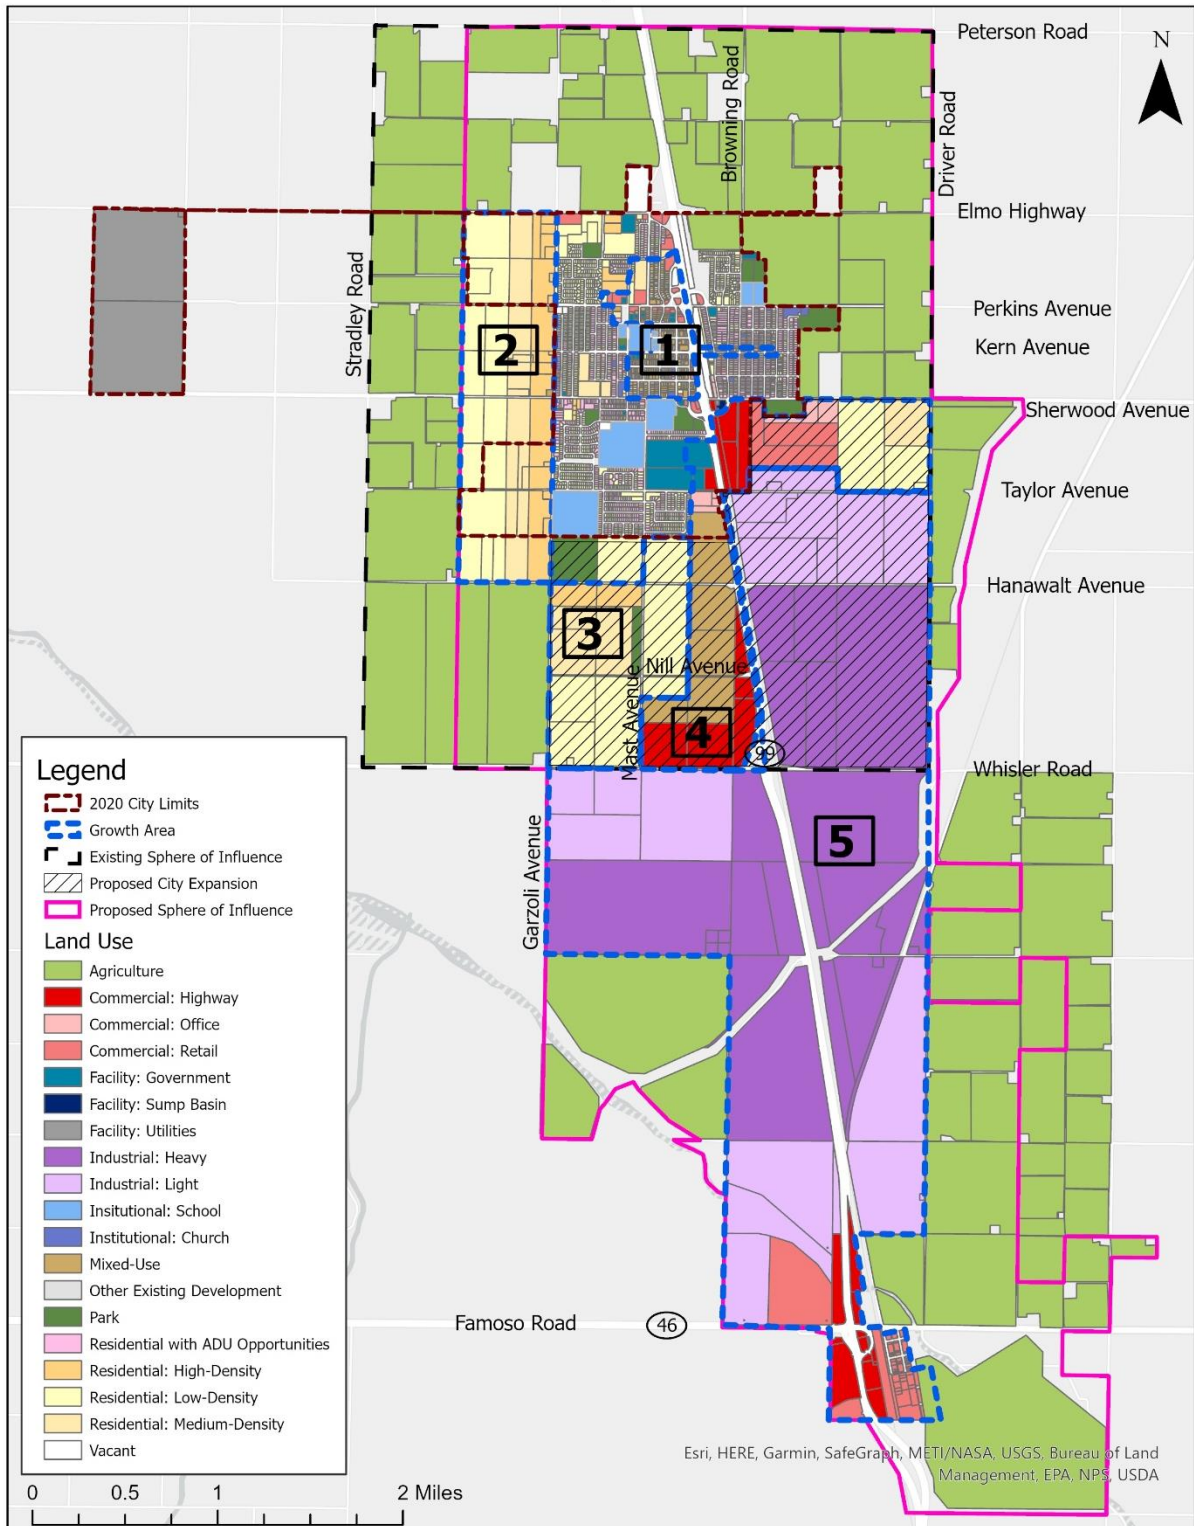 Peterson Road
N
Browning Road
Driver Road
Elmo Highway
Stradley Road
Perkins Avenue
2
1
Kern Avenue
Sherwood Avenue
Taylor Avenue
Hanawalt Avenue
3
Nill Avenue
Mast Avenue
4
99
Whisler Road
5
Garzoli Avenue
Legend
2020 City Limits
Growth Area
Existing Sphere of Influence
Proposed City Expansion
Proposed Sphere of Influence
Land Use
Agriculture
Commercial: Highway
Commercial: Office
Commercial: Retail
Facility: Government
Facility: Sump Basin
Facility: Utilities
Industrial: Heavy
Industrial: Light
Insitutional: School
Institutional: Church
Mixed-Use
Other Existing Development
Park
Residential with ADU Opportunities
Residential: High-Density
Residential: Low-Density
Residential: Medium-Density
Vacant
Famoso Road
46
Esri, HERE, Garmin, SafeGraph, METI/NASA, USGS, Bureau of Land
Management, EPA, NPS, USDA
0 0.5 1 2 Miles